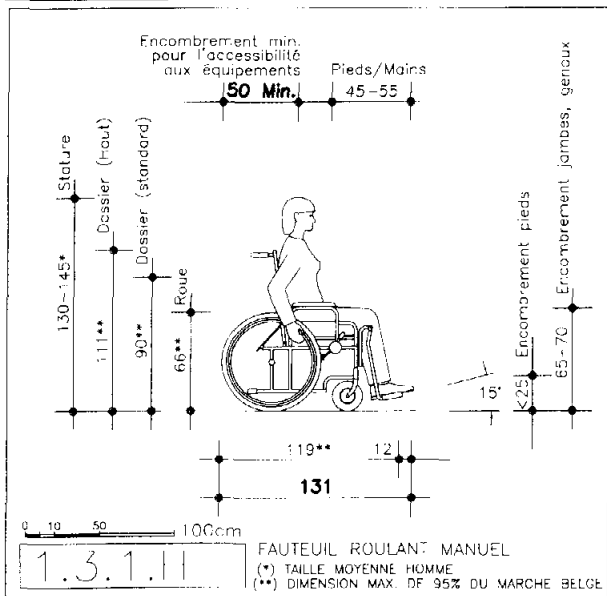 Encombrement min.
pour l'accessibilité
aux équipements
50 Min.
Pieds/Mains
45-55
Stature
130-145*
Dossier (Haut)
111**
Dossier (standard)
90**
Roue
66**
15°
Encombrement pieds
<25
Encombrement jambes, genoux
65-70
119**
12
131
0 10 50 100cm
1.3.1.11
FAUTEUIL ROULANT MANUEL
(*) TAILLE MOYENNE HOMME
(**) DIMENSION MAX. DE 95% DU MARCHE BELGE